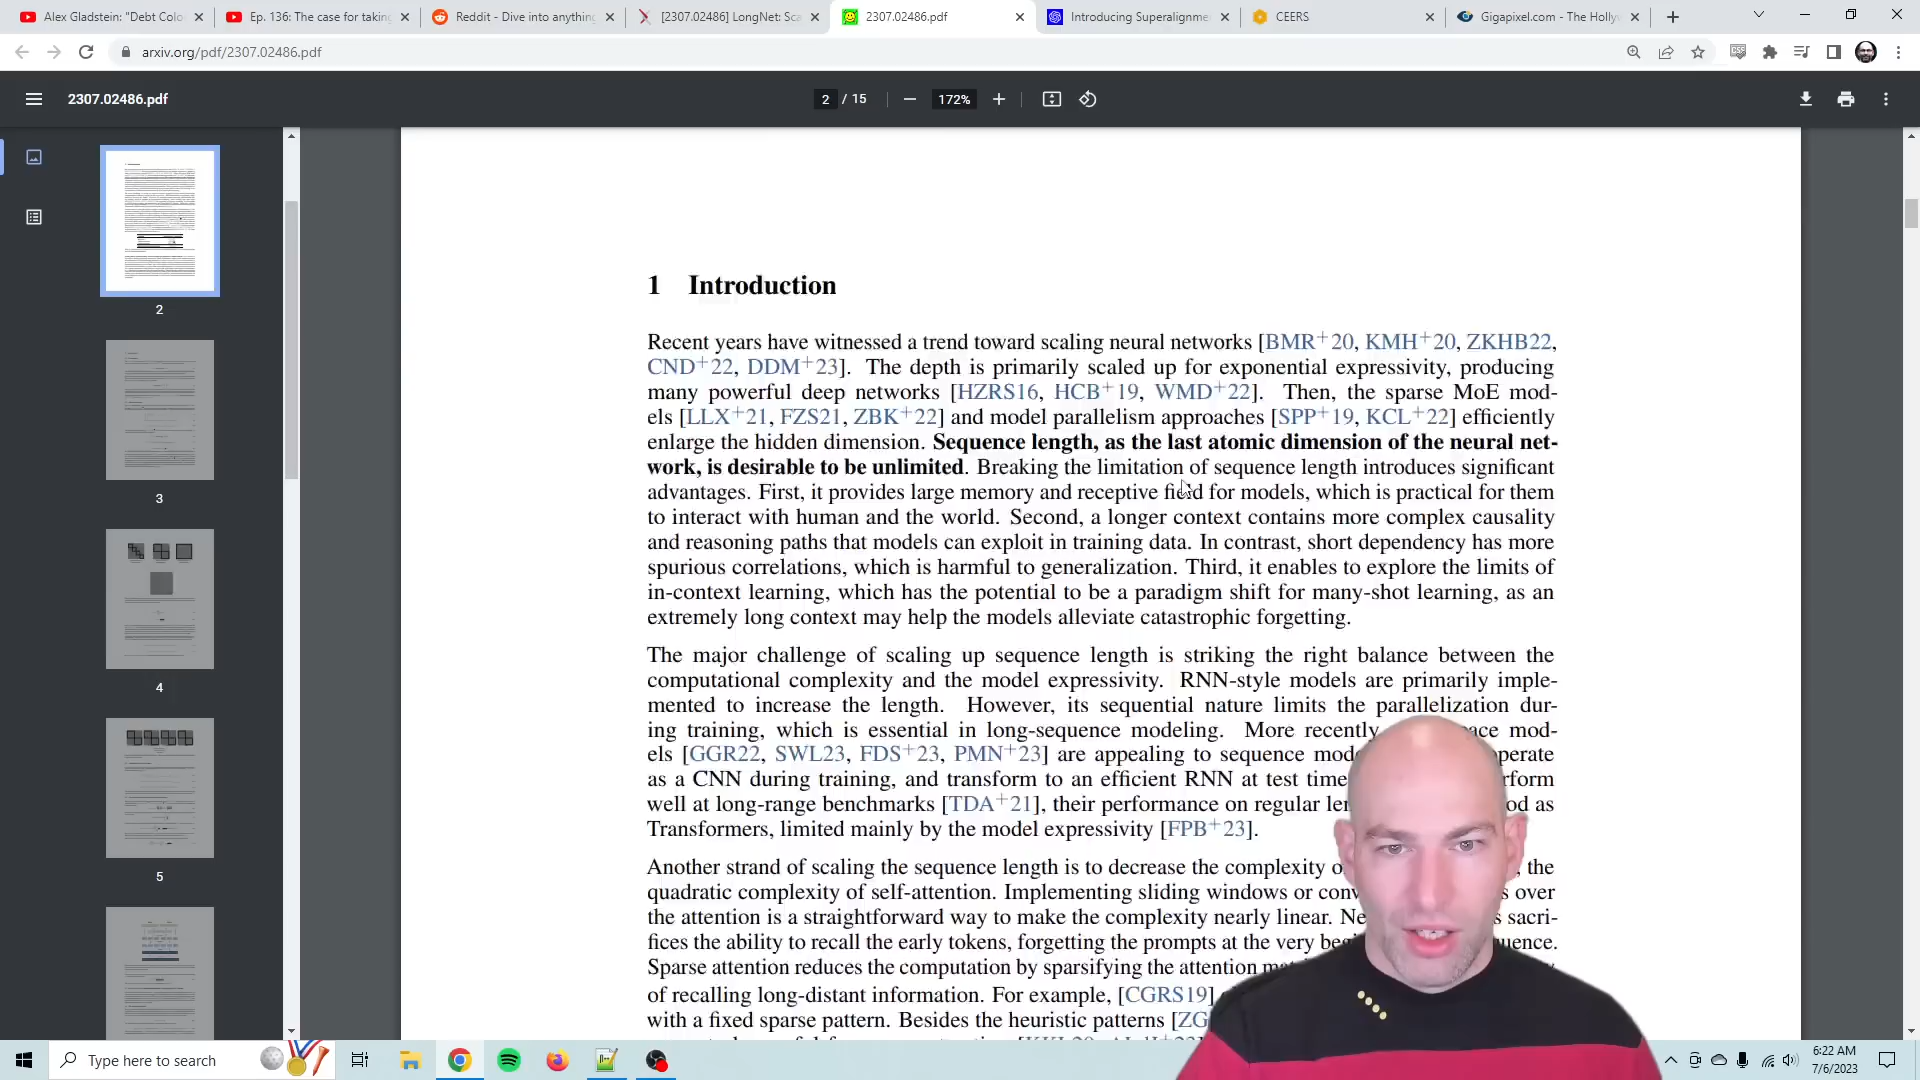 Alex Gladstein: "Debt Colo
Ep. 136: The case for taking
Reddit - Dive into anything
[2307.02486] LongNet: Sca
2307.02486.pdf
Introducing Superalignme
CEERS
Gigapixel.com - The Holly
arxiv.org/pdf/2307.02486.pdf
2307.02486.pdf
2 / 15
172%
1 Introduction
Recent years have witnessed a trend toward scaling neural networks [BMR+20, KMH+20, ZKHB22,
CND+22, DDM+23]. The depth is primarily scaled up for exponential expressivity, producing
many powerful deep networks [HZRS16, HCB+19, WMD+22]. Then, the sparse MoE mod-
els [LLX+21, FZS21, ZBK+22] and model parallelism approaches [SPP+19, KCL+22] efficiently
enlarge the hidden dimension. Sequence length, as the last atomic dimension of the neural net-
work, is desirable to be unlimited. Breaking the limitation of sequence length introduces significant
advantages. First, it provides large memory and receptive field for models, which is practical for them
to interact with human and the world. Second, a longer context contains more complex causality
and reasoning paths that models can exploit in training data. In contrast, short dependency has more
spurious correlations, which is harmful to generalization. Third, it enables to explore the limits of
in-context learning, which has the potential to be a paradigm shift for many-shot learning, as an
extremely long context may help the models alleviate catastrophic forgetting.
The major challenge of scaling up sequence length is striking the right balance between the
computational complexity and the model expressivity. RNN-style models are primarily imple-
mented to increase the length. However, its sequential nature limits the parallelization dur-
ing training, which is essential in long-sequence modeling. More recently ace mod-
els [GGR22, SWL23, FDS+23, PMN+23] are appealing to sequence mode operate
as a CNN during training, and transform to an efficient RNN at test time rform
well at long-range benchmarks [TDA+21], their performance on regular len od as
Transformers, limited mainly by the model expressivity [FPB+23].
Another strand of scaling the sequence length is to decrease the complexity o , the
quadratic complexity of self-attention. Implementing sliding windows or conv s over
the attention is a straightforward way to make the complexity nearly linear. Ne s sacri-
fices the ability to recall the early tokens, forgetting the prompts at the very beg uence.
Sparse attention reduces the computation by sparsifying the attention mat
of recalling long-distant information. For example, [CGRS19]
with a fixed sparse pattern. Besides the heuristic patterns [ZG
2
3
4
5
Type here to search
6:22 AM
7/6/2023